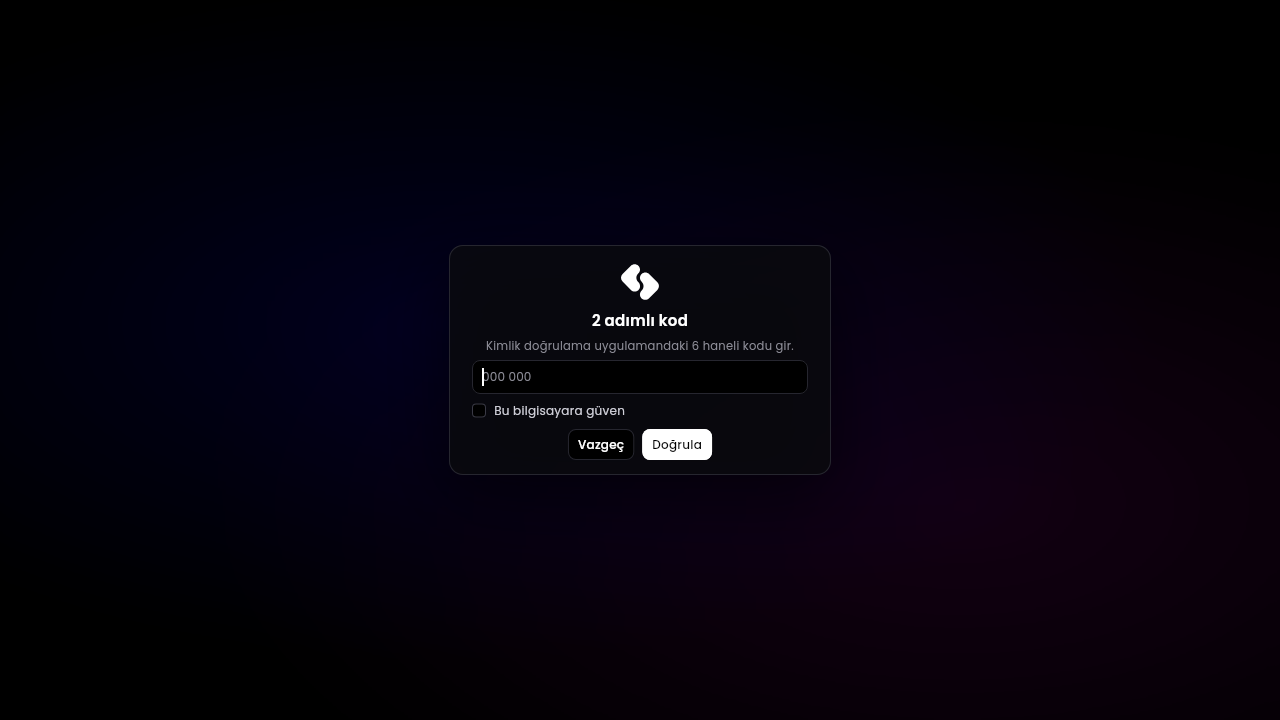 2 adımlı kod
Kimlik doğrulama uygulamandaki 6 haneli kodu gir.
000 000
Bu bilgisayara güven
Vazgeç
Doğrula